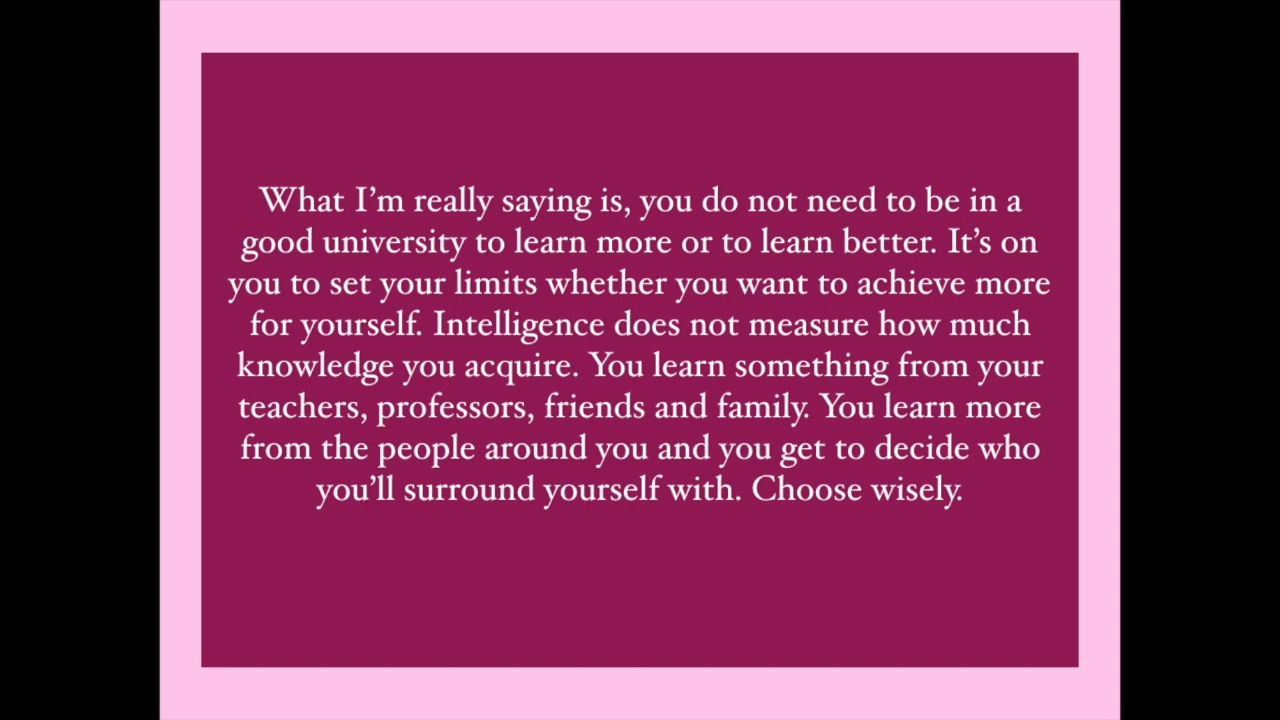 What I’m really saying is, you do not need to be in a
good university to learn more or to learn better. It’s on
you to set your limits whether you want to achieve more
for yourself. Intelligence does not measure how much
knowledge you acquire. You learn something from your
teachers, professors, friends and family. You learn more
from the people around you and you get to decide who
you’ll surround yourself with. Choose wisely.